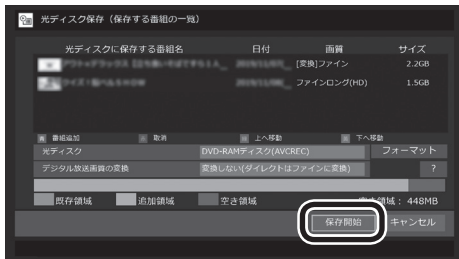 光ディスク保存（保存する番組の一覧）
光ディスクに保存する番組名 日付 画質 サイズ
[変換]ファイン 2.2GB
ファインロング(HD) 1.5GB
番組追加 取消 上へ移動 下へ移動
光ディスク DVD-RAMディスク(AVCREC) フォーマット
デジタル放送画質の変換 変換しない(ダイレクトはファインに変換) ?
既存領域 追加領域 空き領域 領域： 448MB
保存開始 キャンセル